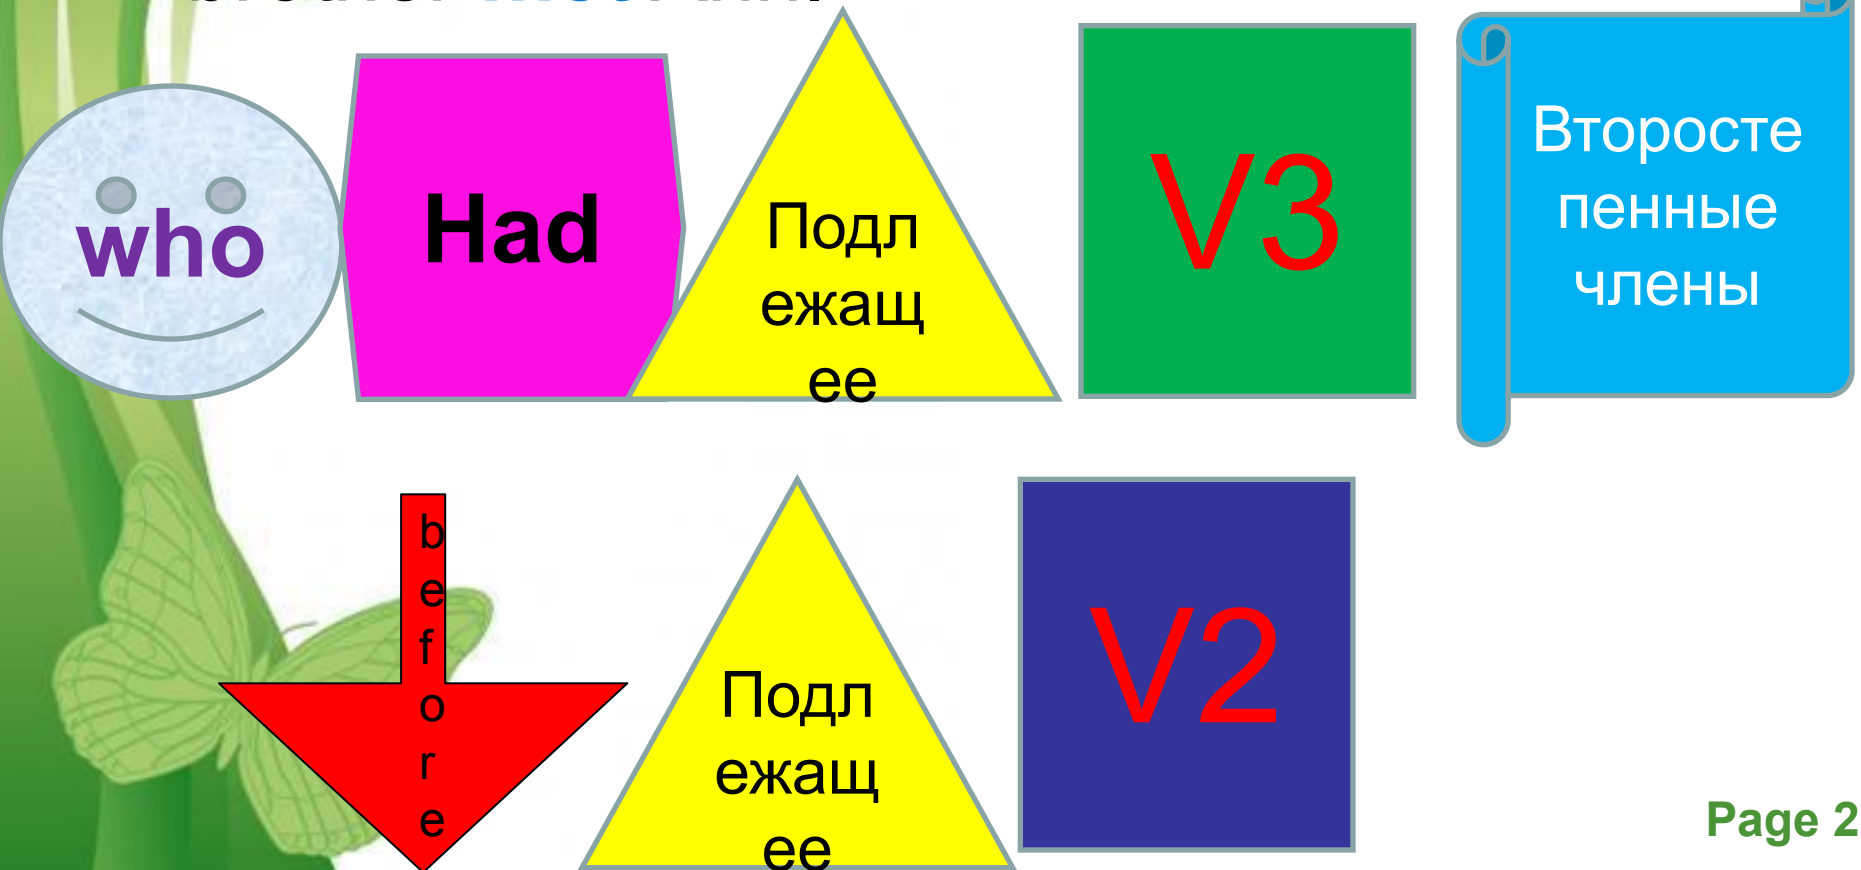 who
Had
Подл
ежащ
ее
V3
Второсте
пенные
члены
b
e
f
o
r
e
Подл
ежащ
ее
V2
Page 2